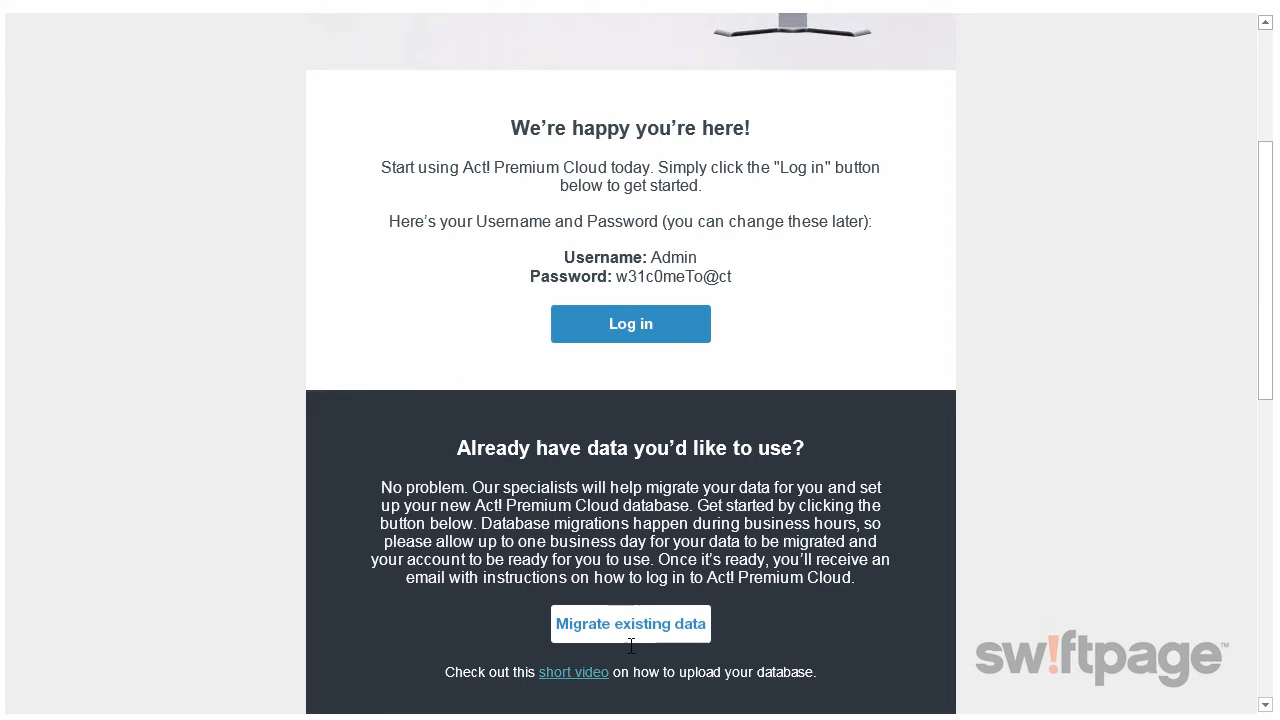 We’re happy you’re here!
Start using Act! Premium Cloud today. Simply click the "Log in" button
below to get started.
Here’s your Username and Password (you can change these later):
Username: Admin
Password: w31c0meTo@ct
Log in
Already have data you’d like to use?
No problem. Our specialists will help migrate your data for you and set
up your new Act! Premium Cloud database. Get started by clicking the
button below. Database migrations happen during business hours, so
please allow up to one business day for your data to be migrated and
your account to be ready for you to use. Once it’s ready, you’ll receive an
email with instructions on how to log in to Act! Premium Cloud.
Migrate existing data
Check out this short video on how to upload your database.
sw!ftpage™